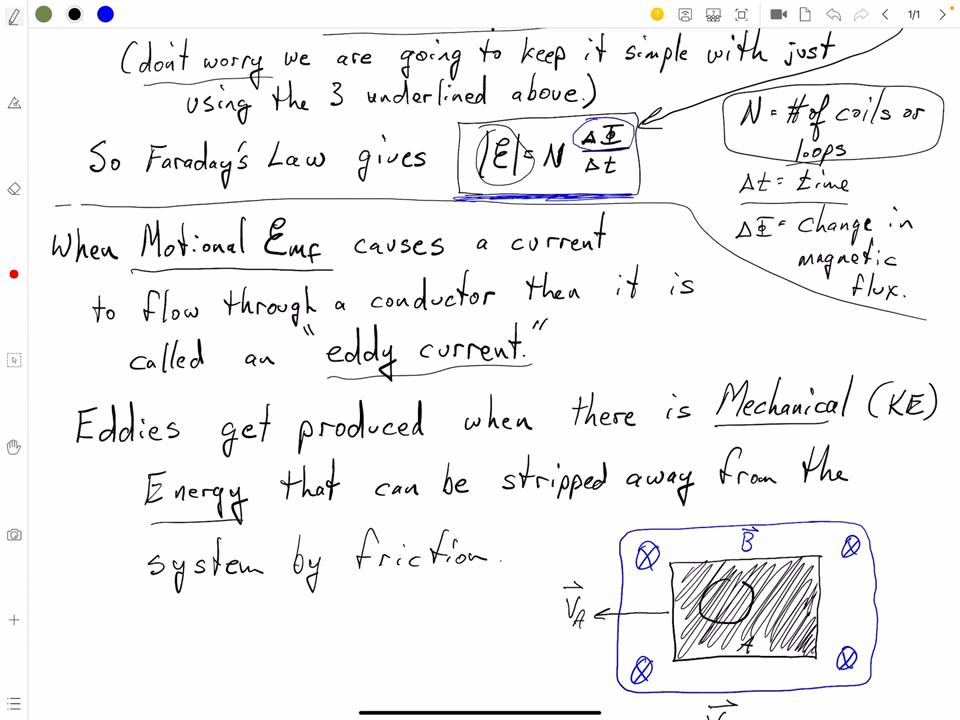 1/1
(don't worry we are going to keep it simple with just
using the 3 underlined above.)
So Faraday's Law gives |Ɛ| = N ΔΦ/Δt
N = # of coils or
loops
Δt = time
ΔΦ = change in
magnetic
flux.
When Motional Emf causes a current
to flow through a conductor then it is
called an "eddy current."
Eddies get produced when there is Mechanical (KE)
Energy that can be stripped away from the
system by friction.
B
V_A
A